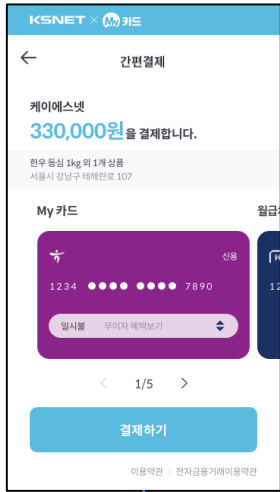 KSNET × My 카드
간편결제
케이에스넷
330,000원을 결제합니다.
한우 등심 1kg 외 1개 상품
서울시 강남구 테헤란로 107
My 카드
월급
신용
1234 ●●●● ●●●● 7890
12
일시불 무이자 혜택보기
< 1/5 >
결제하기
이용약관 | 전자금융거래이용약관